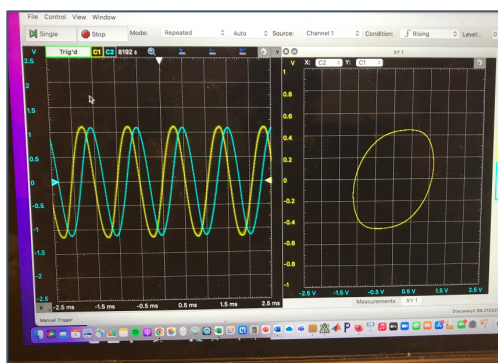 File Control View Window
Single Stop Mode: Repeated Auto Source: Channel 1 Condition: Rising Level:
V Trig'd C1 C2 8192 s Y XY 1
2.5 V X: C2 Y: C1
2
1.5
1
0.5
0
-0.5
-1
-1.5
-2
-2.5
1
0.8
0.6
0.4
0.2
0
-0.2
-0.4
-0.6
-0.8
-1
X -2.5 ms -1.5 ms -0.5 ms 0.5 ms 1.5 ms 2.5 ms
-2.5 V -1.5 V -0.5 V 0.5 V 1.5 V 2.5 V
Measurements XY 1
Manual Trigger